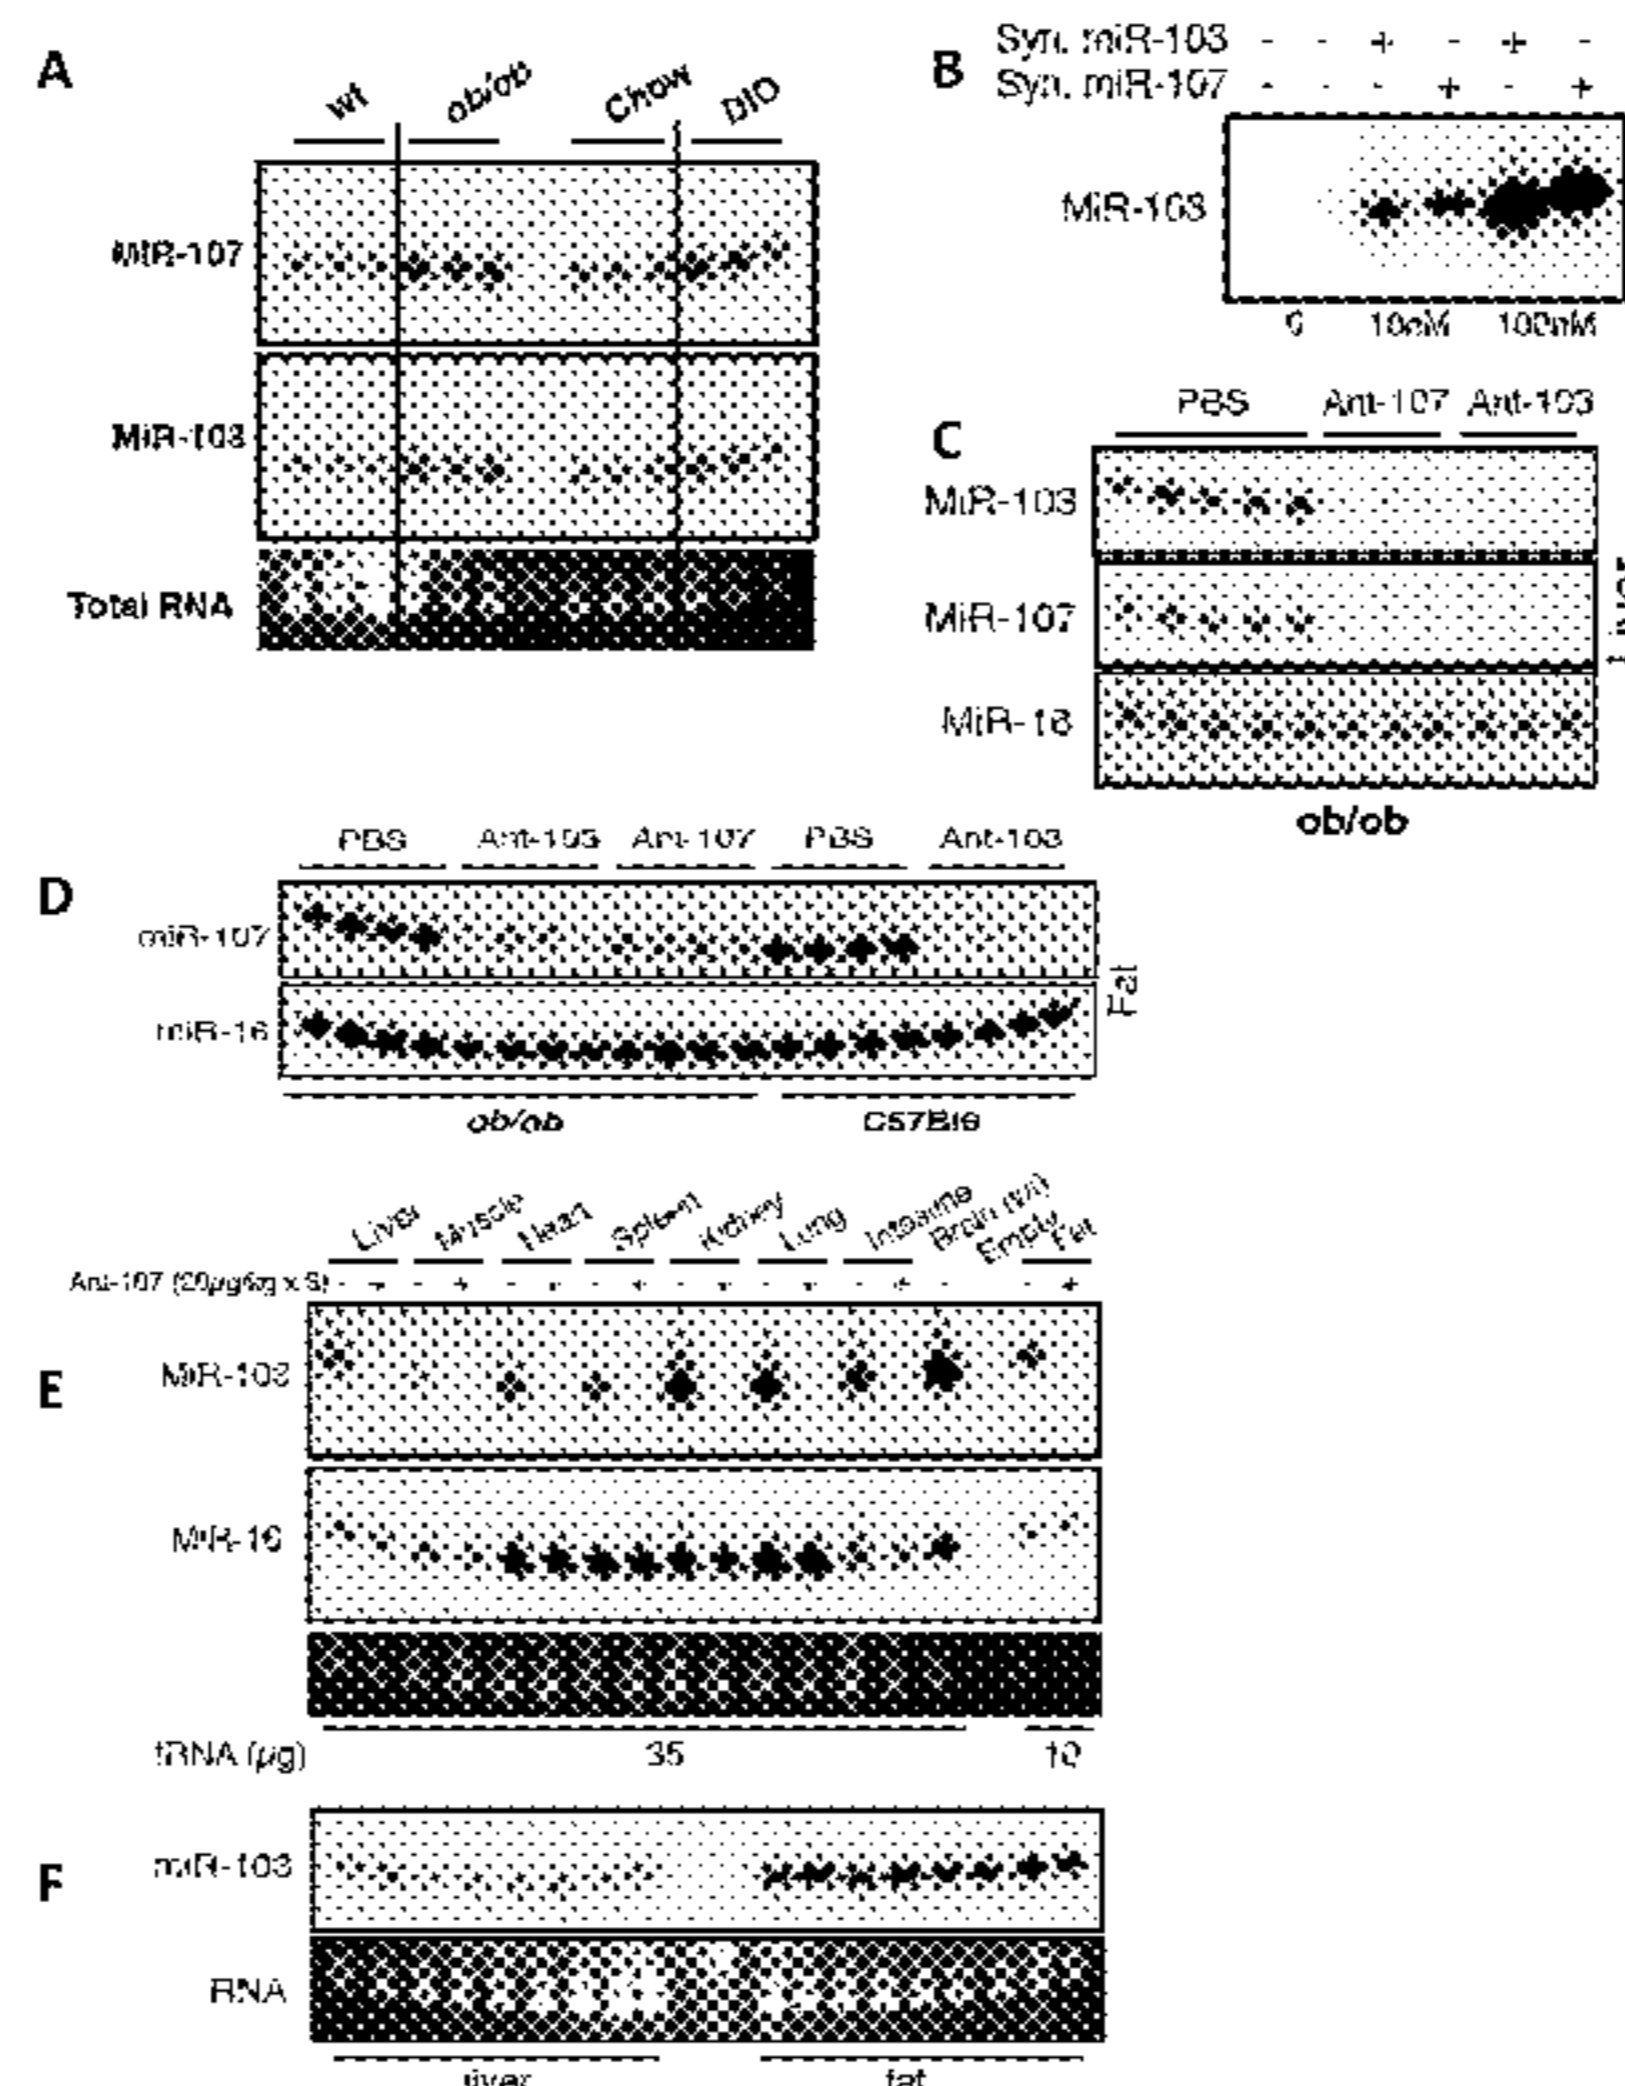 A
wt ob/ob Chow DIO
MiR-107
MiR-103
Total RNA
B
Syn. miR-103 - - + - + -
Syn. miR-107 - - - + - +
MiR-103
0 10nM 100nM
C
PBS Ant-107 Ant-103
MiR-103
MiR-107
MiR-16
ob/ob
D
PBS Ant-103 Ant-107 PBS Ant-103
miR-107
miR-16
Fat
ob/ob C57Bl6
E
Liver Muscle Heart Spleen Kidney Lung Intestine Brain Empty Fat
Ant-107 - + - + - + - + - + - + - + - - +
MiR-103
MiR-16
tRNA (µg) 35 10
F
miR-103
RNA
liver fat